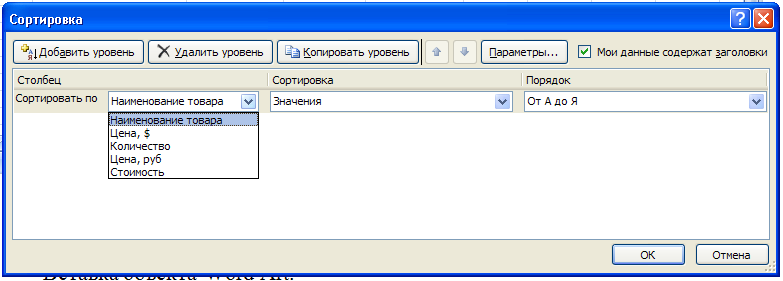 Сортировка
Добавить уровень Удалить уровень Копировать уровень Параметры... Мои данные содержат заголовки
Столбец Сортировка Порядок
Сортировать по Наименование товара Значения От А до Я
Наименование товара
Цена, $
Количество
Цена, руб
Стоимость
OK Отмена
Вставка объекта Word Art.